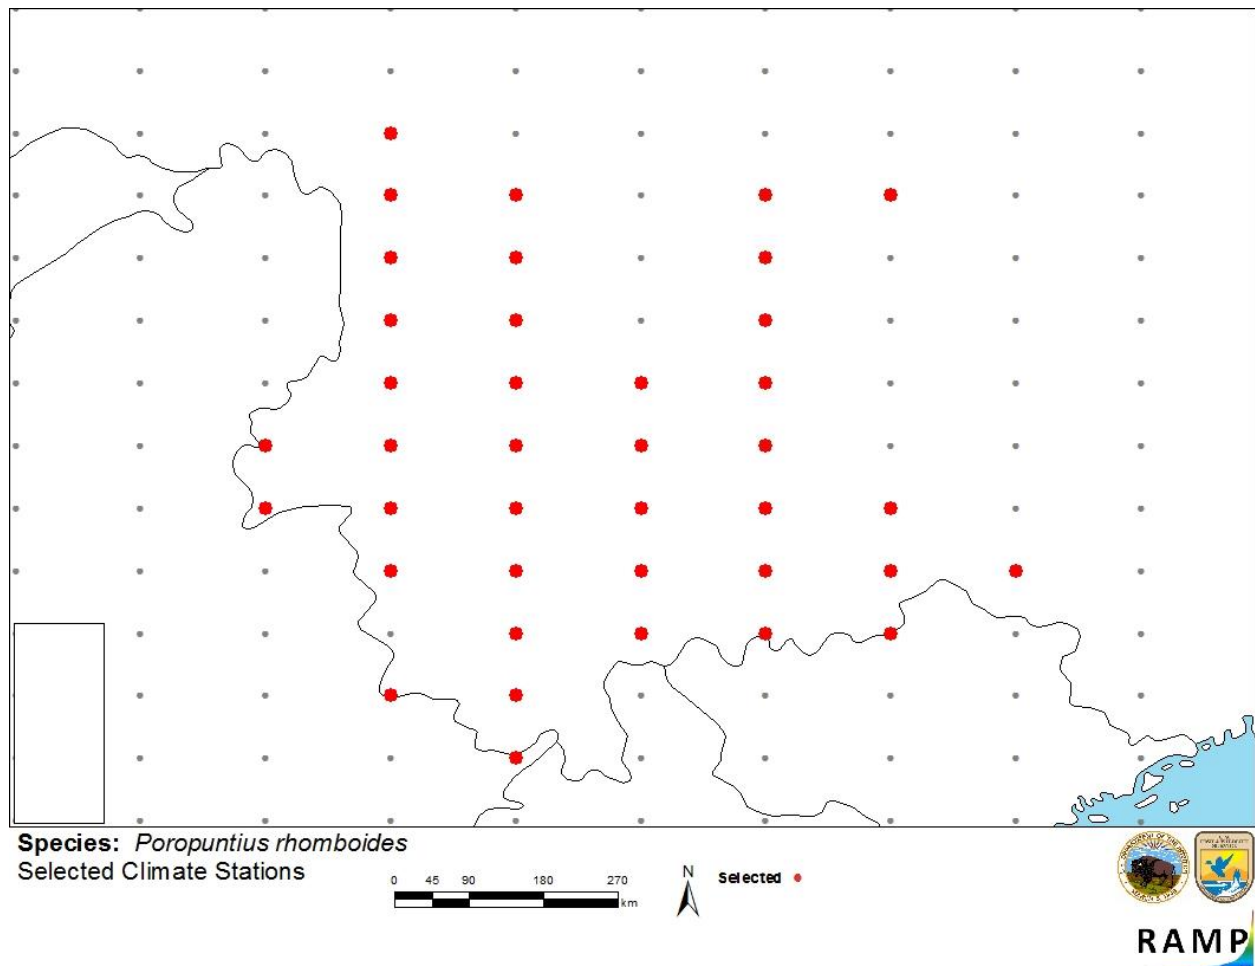 Species: Poropuntius rhomboides
Selected Climate Stations
0 45 90 180 270
km
N
Selected
RAMP